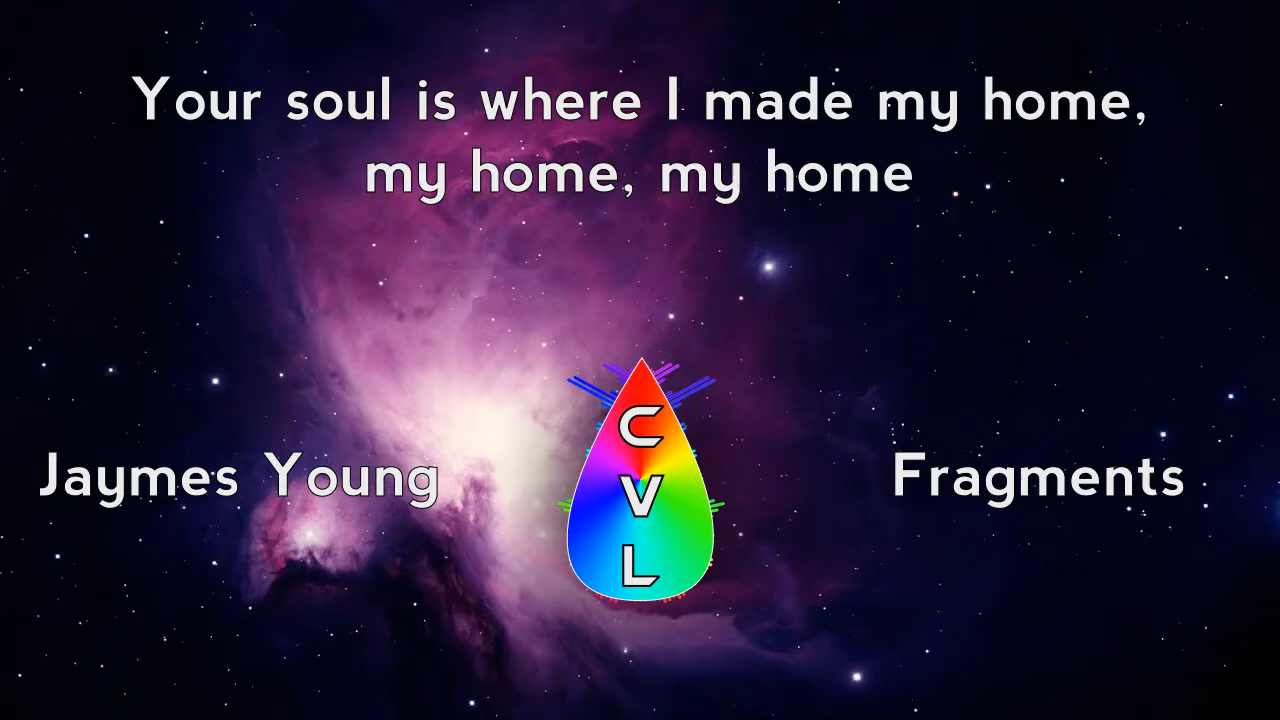 Your soul is where I made my home,
my home, my home
Jaymes Young
Fragments
C
V
L